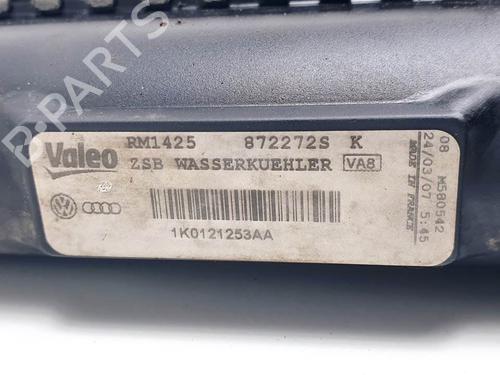 B-PARTS
Valeo
RM1425 872272S K
ZSB WASSERKUEHLER VA8
1K0121253AA
08 M580542
24/03/07 5:45
MADE IN FRANCE